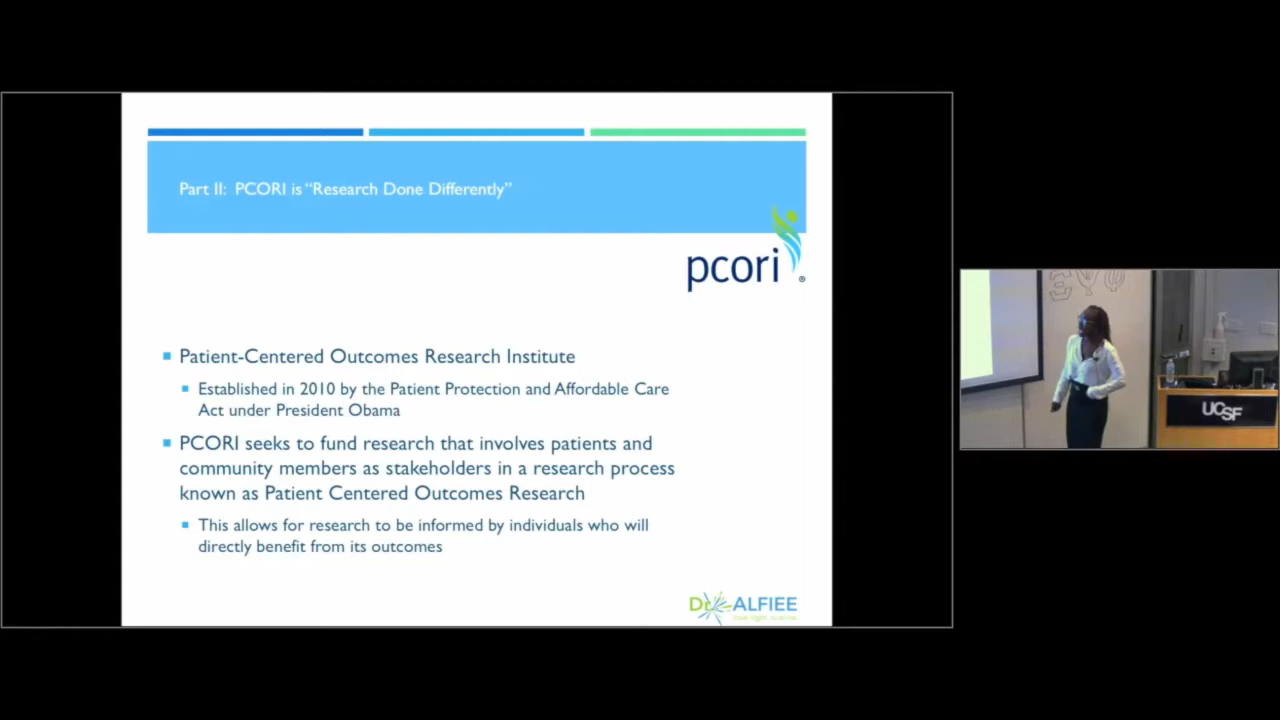 Part II: PCORI is “Research Done Differently”
pcori®
Patient-Centered Outcomes Research Institute
Established in 2010 by the Patient Protection and Affordable Care
Act under President Obama
PCORI seeks to fund research that involves patients and
community members as stakeholders in a research process
known as Patient Centered Outcomes Research
This allows for research to be informed by individuals who will
directly benefit from its outcomes
Dr ALFIEE
UCSF
ΕΨΦ